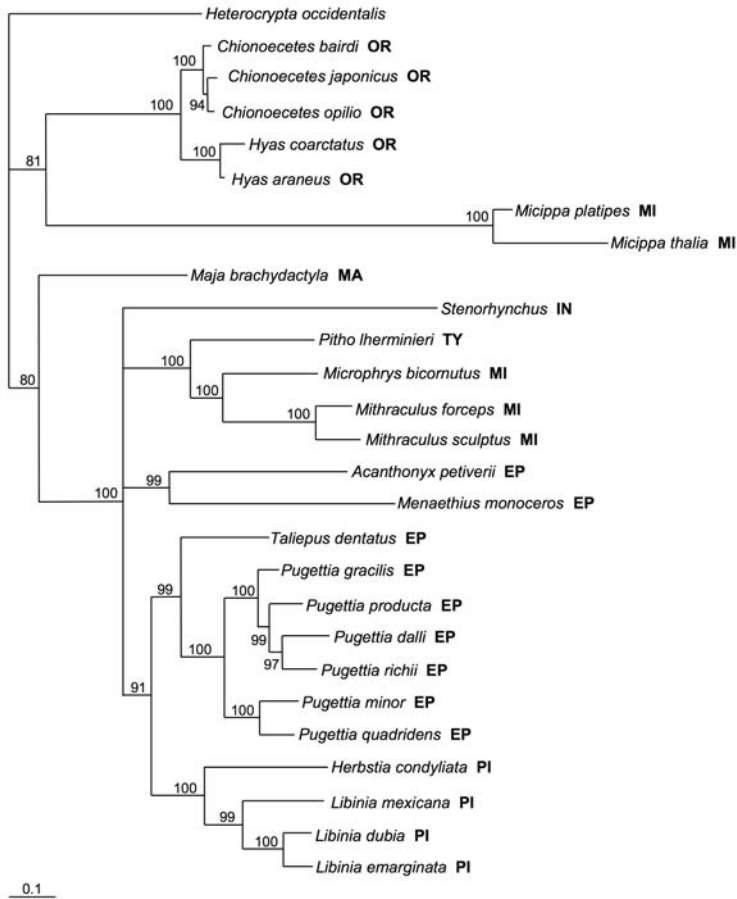 Heterocrypta occidentalis
Chionoecetes bairdi OR
100
Chionoecetes japonicus OR
100
94
Chionoecetes opilio OR
Hyas coarctatus OR
100
81
Hyas araneus OR
Micippa platipes MI
100
Micippa thalia MI
Maja brachydactyla MA
Stenorhynchus IN
Pitho lherminieri TY
100
Microphrys bicornutus MI
80
100
Mithraculus forceps MI
100
Mithraculus sculptus MI
Acanthonyx petiverii EP
99
100
Menaethius monoceros EP
Taliepus dentatus EP
Pugettia gracilis EP
99
100
Pugettia producta EP
Pugettia dalli EP
99
100
97
Pugettia richii EP
91
Pugettia minor EP
100
Pugettia quadridens EP
Herbstia condyliata PI
100
Libinia mexicana PI
99
Libinia dubia PI
100
Libinia emarginata PI
0.1